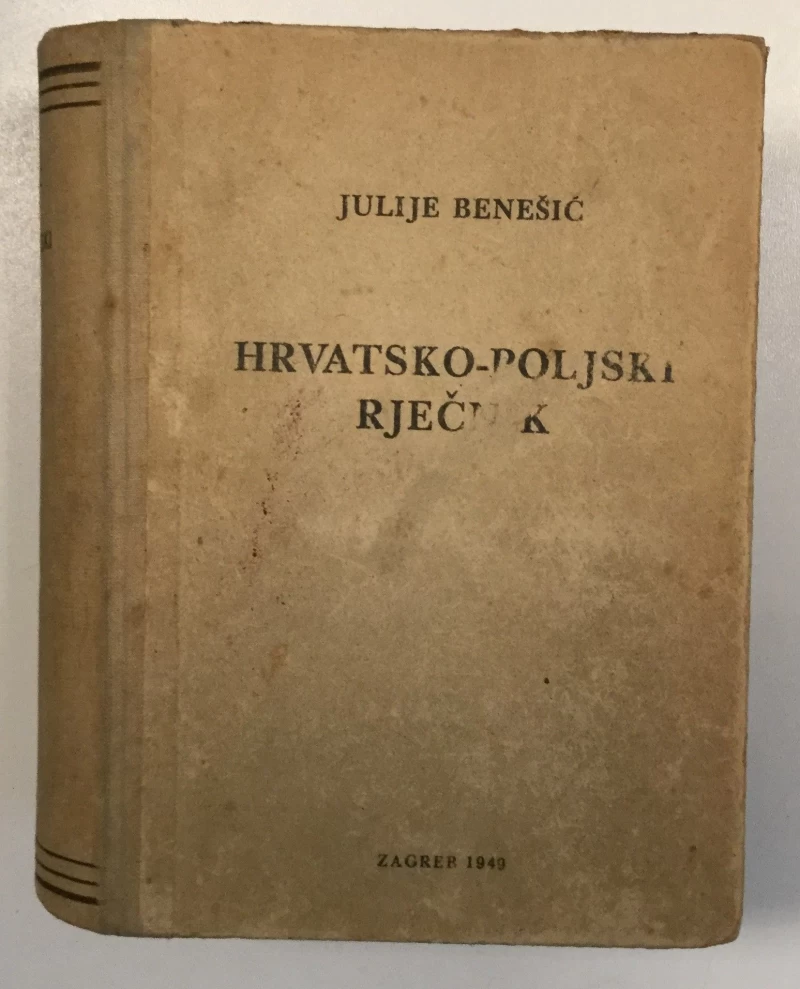 JULIJE BENEŠIĆ
HRVATSKO-POLJSKI
RJEČNIK
ZAGREB 1949